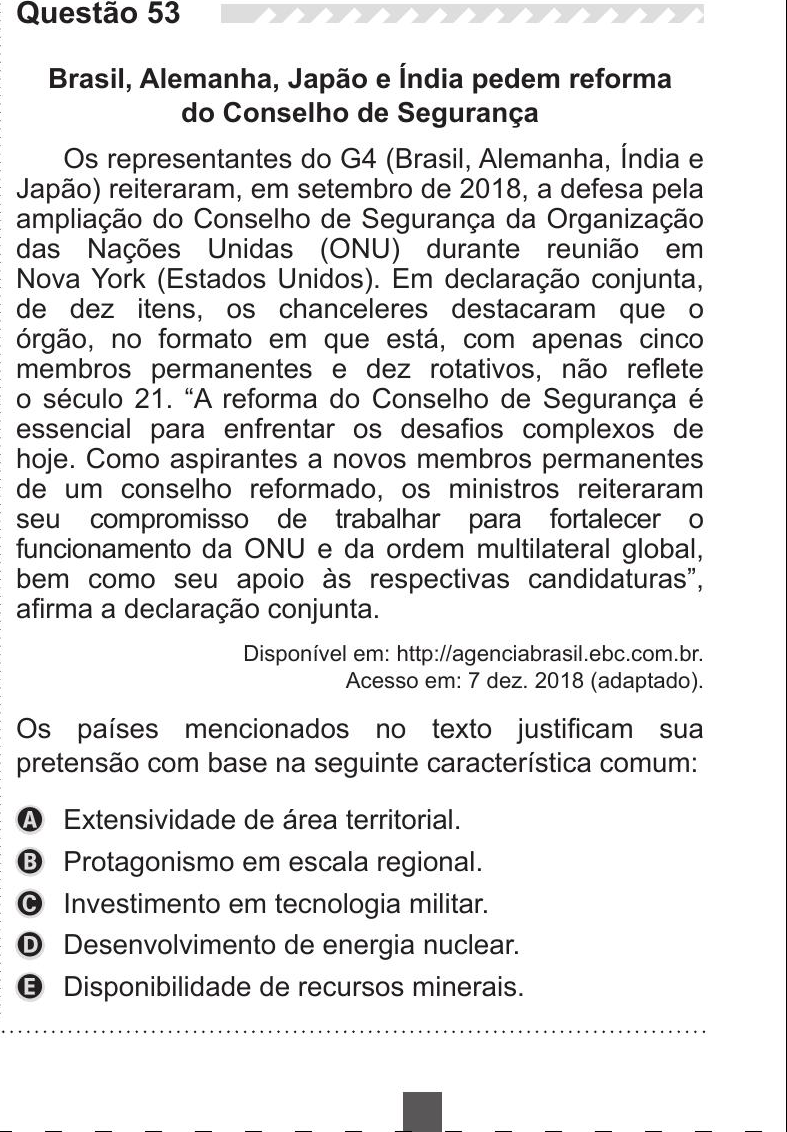 Questão 53
Brasil, Alemanha, Japão e Índia pedem reforma
do Conselho de Segurança
Os representantes do G4 (Brasil, Alemanha, Índia e
Japão) reiteraram, em setembro de 2018, a defesa pela
ampliação do Conselho de Segurança da Organização
das Nações Unidas (ONU) durante reunião em
Nova York (Estados Unidos). Em declaração conjunta,
de dez itens, os chanceleres destacaram que o
órgão, no formato em que está, com apenas cinco
membros permanentes e dez rotativos, não reflete
o século 21. “A reforma do Conselho de Segurança é
essencial para enfrentar os desafios complexos de
hoje. Como aspirantes a novos membros permanentes
de um conselho reformado, os ministros reiteraram
seu compromisso de trabalhar para fortalecer o
funcionamento da ONU e da ordem multilateral global,
bem como seu apoio às respectivas candidaturas”,
afirma a declaração conjunta.
Disponível em: http://agenciabrasil.ebc.com.br.
Acesso em: 7 dez. 2018 (adaptado).
Os países mencionados no texto justificam sua
pretensão com base na seguinte característica comum:
A Extensividade de área territorial.
B Protagonismo em escala regional.
C Investimento em tecnologia militar.
D Desenvolvimento de energia nuclear.
E Disponibilidade de recursos minerais.